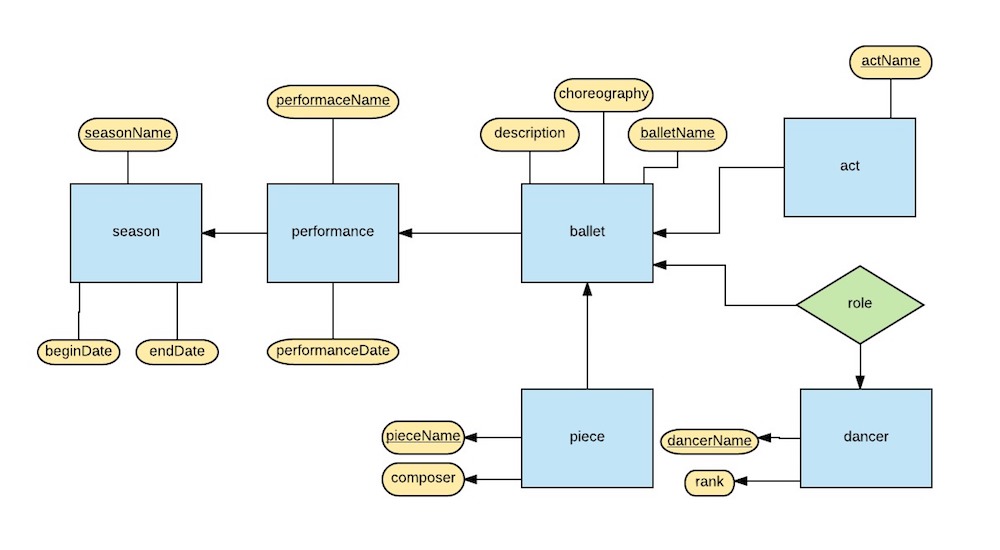 actName
performaceName
choreography
seasonName
description
balletName
act
season
performance
ballet
role
beginDate
endDate
performanceDate
pieceName
piece
dancerName
dancer
composer
rank